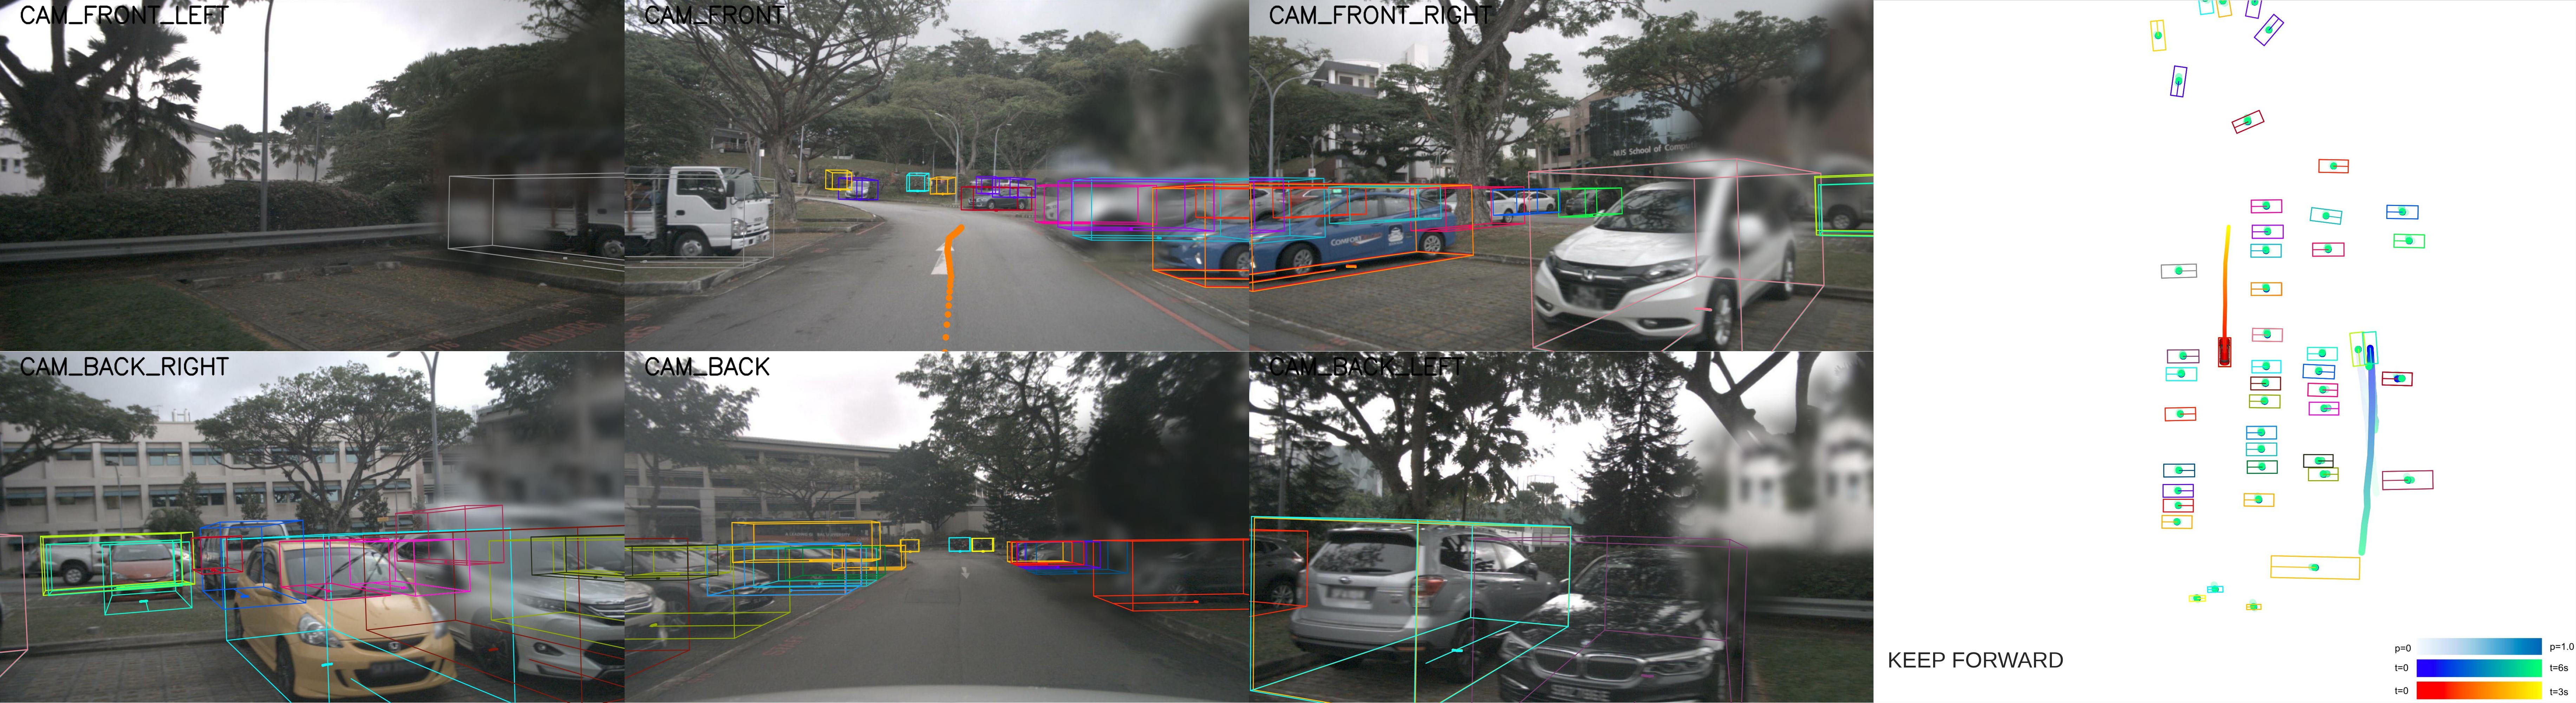 CAM_FRONT_LEFT
CAM_FRONT
CAM_FRONT_RIGHT
NUS School of Comp
COMFORT
CAM_BACK_RIGHT
CAM_BACK
CAM_BACK_LEFT
KEEP FORWARD
p=0
p=1.0
t=0
t=6s
t=0
t=3s